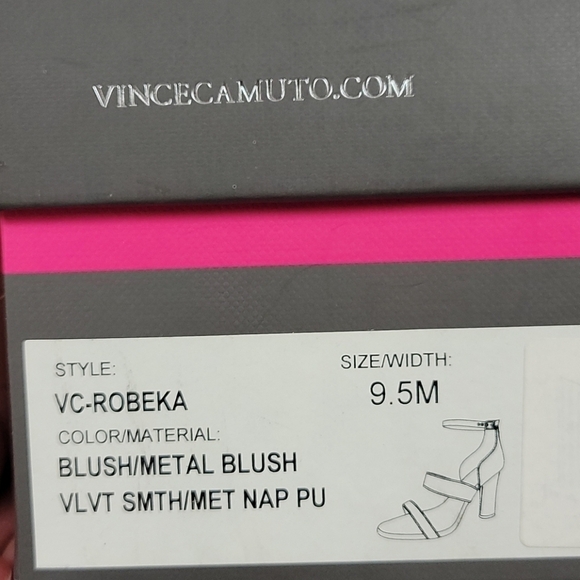 VINCECAMUTO.COM
STYLE:
VC-ROBEKA
SIZE/WIDTH:
9.5M
COLOR/MATERIAL:
BLUSH/METAL BLUSH
VLVT SMTH/MET NAP PU